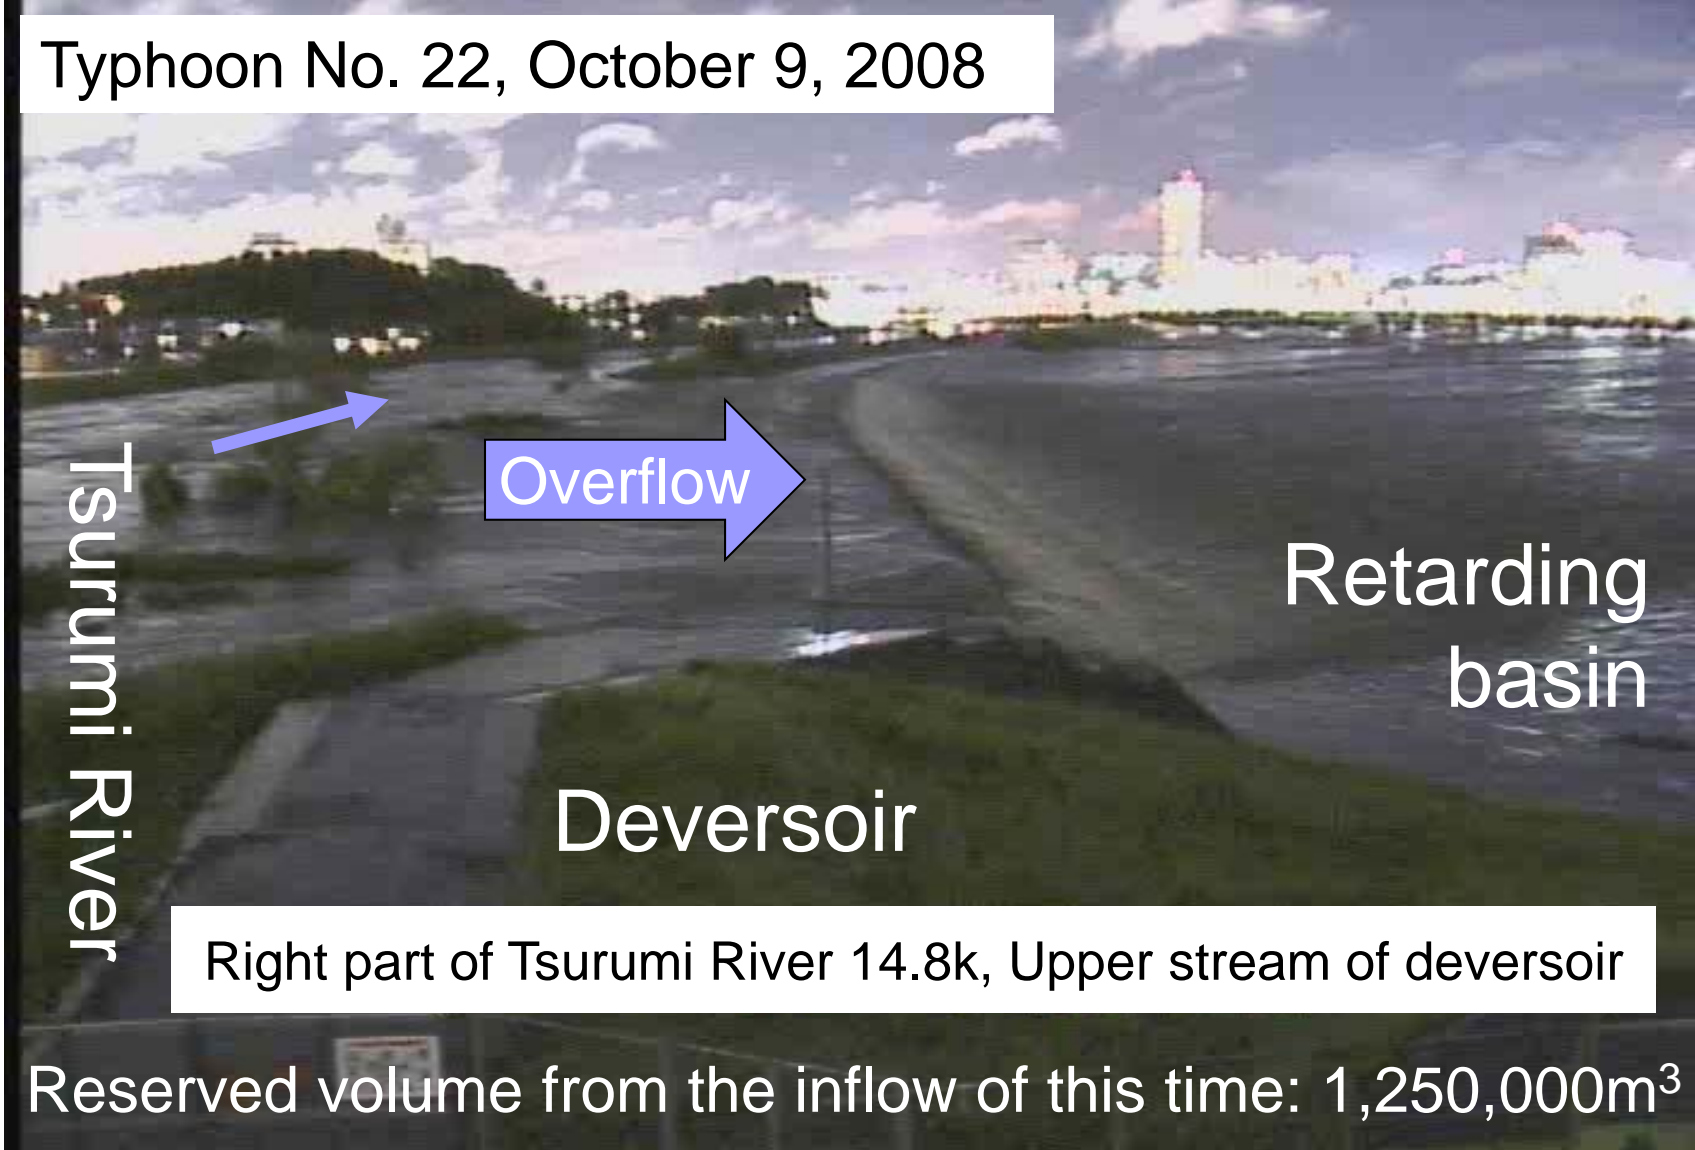 Typhoon No. 22, October 9, 2008
Overflow
Tsurumi River
Retarding
basin
Deversoir
Right part of Tsurumi River 14.8k, Upper stream of deversoir
Reserved volume from the inflow of this time: 1,250,000m³